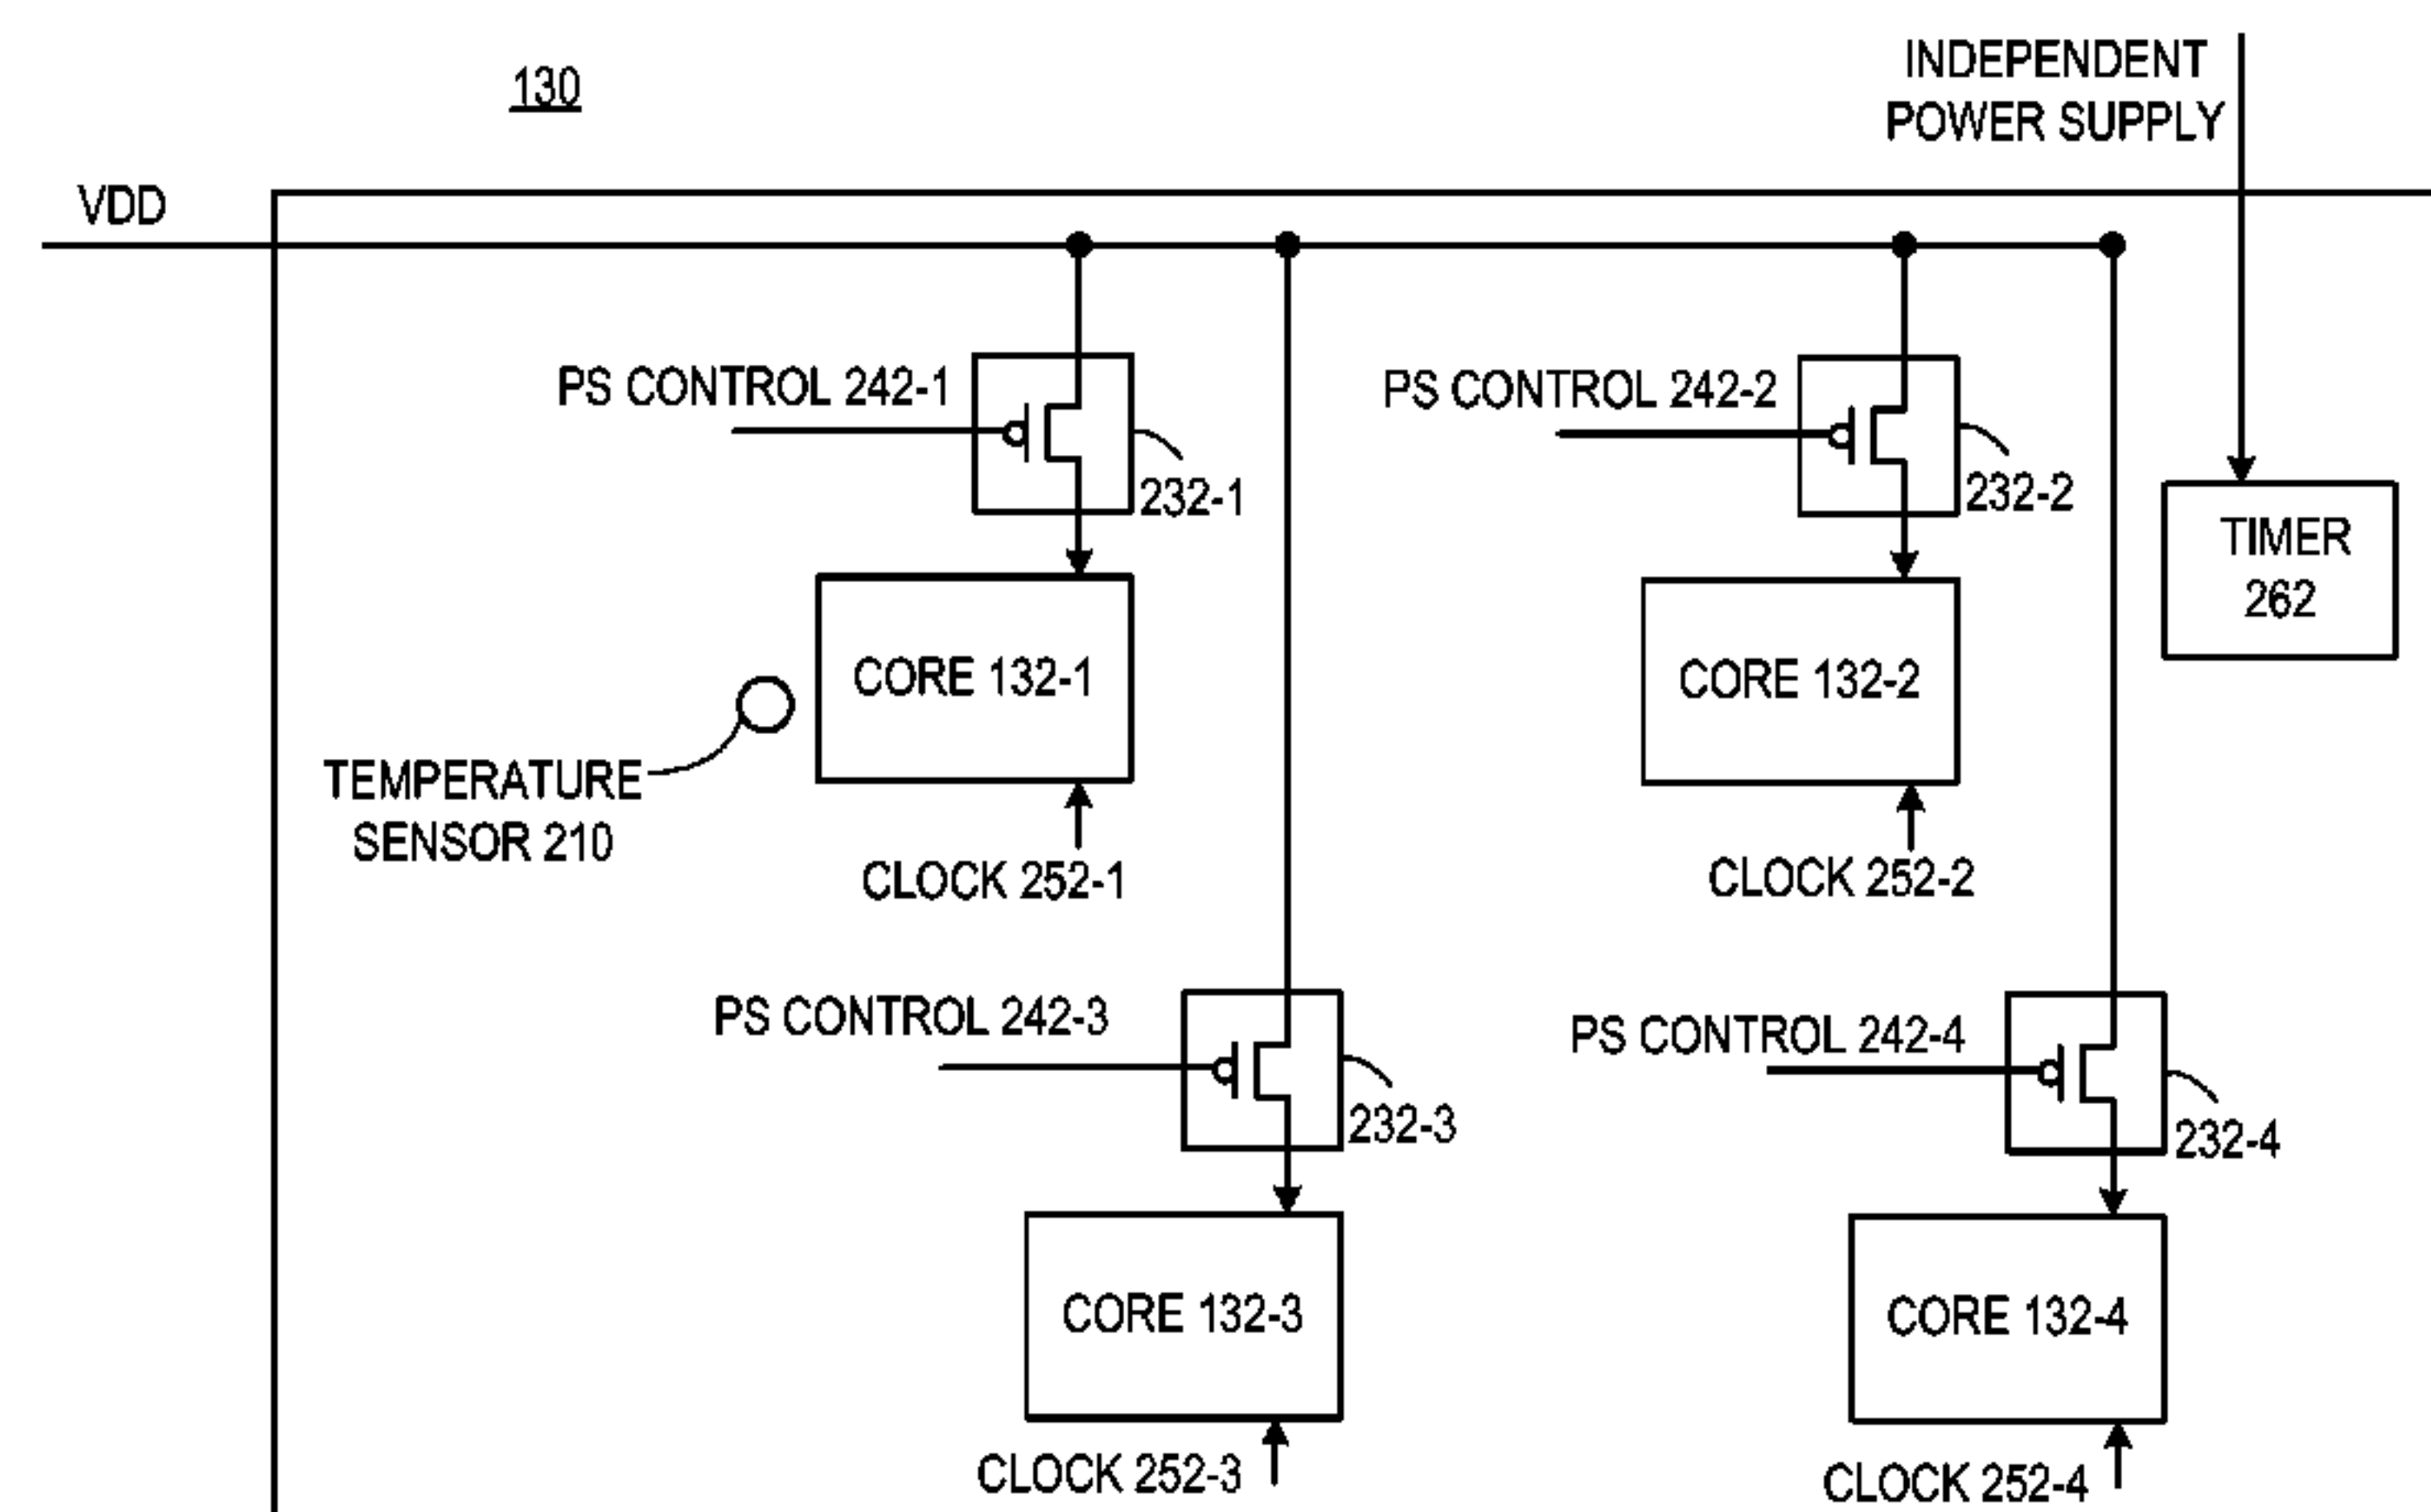 130
INDEPENDENT
POWER SUPPLY
VDD
PS CONTROL 242-1
PS CONTROL 242-2
232-1
232-2
TIMER
262
CORE 132-1
CORE 132-2
TEMPERATURE
SENSOR 210
CLOCK 252-1
CLOCK 252-2
PS CONTROL 242-3
PS CONTROL 242-4
232-3
232-4
CORE 132-3
CORE 132-4
CLOCK 252-3
CLOCK 252-4